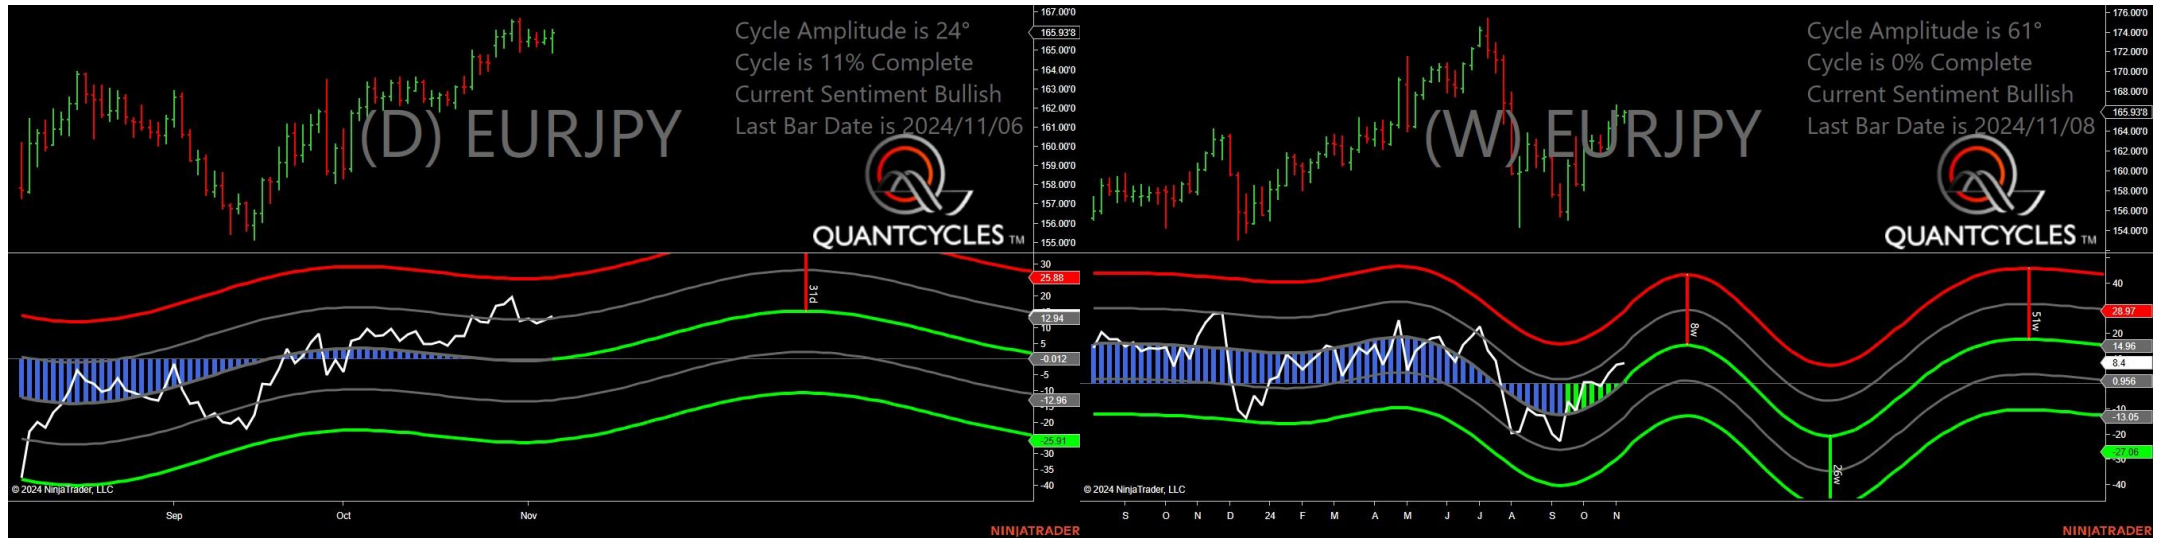 Cycle Amplitude is 24°
Cycle is 11% Complete
Current Sentiment Bullish
Last Bar Date is 2024/11/06
(D) EURJPY
QUANTCYCLES TM
167.00'0
165.93'8
165.00'0
164.00'0
163.00'0
162.00'0
161.00'0
160.00'0
159.00'0
158.00'0
157.00'0
156.00'0
155.00'0
31d
30
25.88
20
12.94
10
5
-0.012
-5
-10
-12.96
-15
-20
-25.91
-30
-35
-40
© 2024 NinjaTrader, LLC
Sep
Oct
Nov
NINJATRADER
Cycle Amplitude is 61°
Cycle is 0% Complete
Current Sentiment Bullish
Last Bar Date is 2024/11/08
(W) EURJPY
QUANTCYCLES TM
176.00'0
174.00'0
172.00'0
170.00'0
168.00'0
165.93'8
164.00'0
162.00'0
160.00'0
158.00'0
156.00'0
154.00'0
8w
51w
26w
40
28.97
20
14.96
8.4
0.956
-10
-13.05
-20
-27.06
-30
-40
© 2024 NinjaTrader, LLC
S
O
N
D
24
F
M
A
M
J
J
A
S
O
N
NINJATRADER